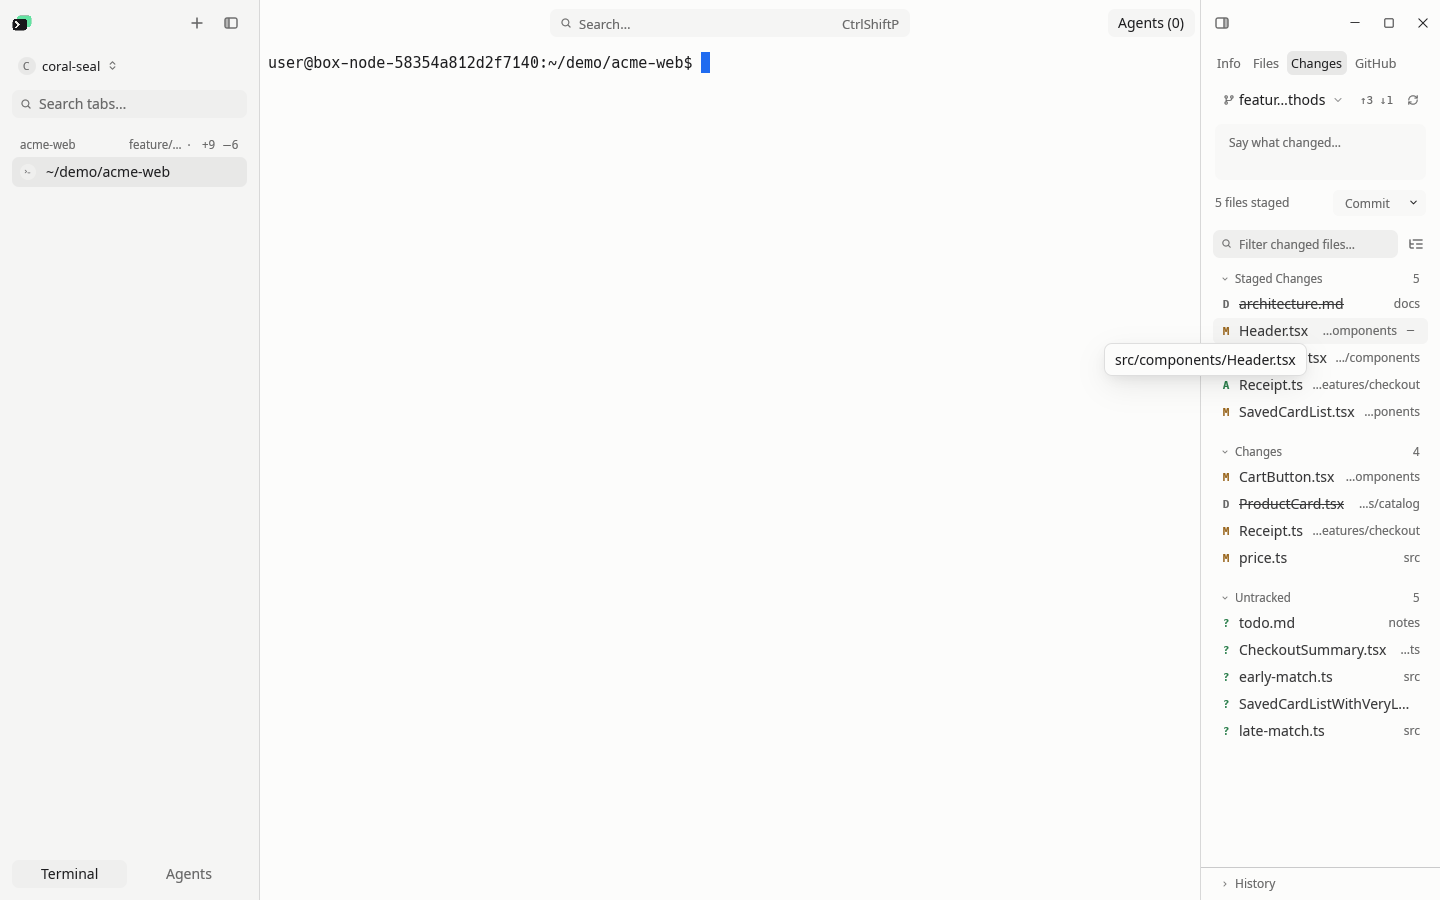 Search...
CtrlShiftP
Agents (0)
C coral-seal
Search tabs...
acme-web feature/... · +9 −6
~/demo/acme-web
Terminal
Agents
user@box-node-58354a812d2f7140:~/demo/acme-web$
Info Files Changes GitHub
featur...thods ↑3 ↓1
Say what changed...
5 files staged
Commit
Filter changed files...
Staged Changes 5
D architecture.md docs
M Header.tsx ...omponents −
src/components/Header.tsx
tsx .../components
A Receipt.ts ...eatures/checkout
M SavedCardList.tsx ...ponents
Changes 4
M CartButton.tsx ...omponents
D ProductCard.tsx ...s/catalog
M Receipt.ts ...eatures/checkout
M price.ts src
Untracked 5
? todo.md notes
? CheckoutSummary.tsx ...ts
? early-match.ts src
? SavedCardListWithVeryL...
? late-match.ts src
History